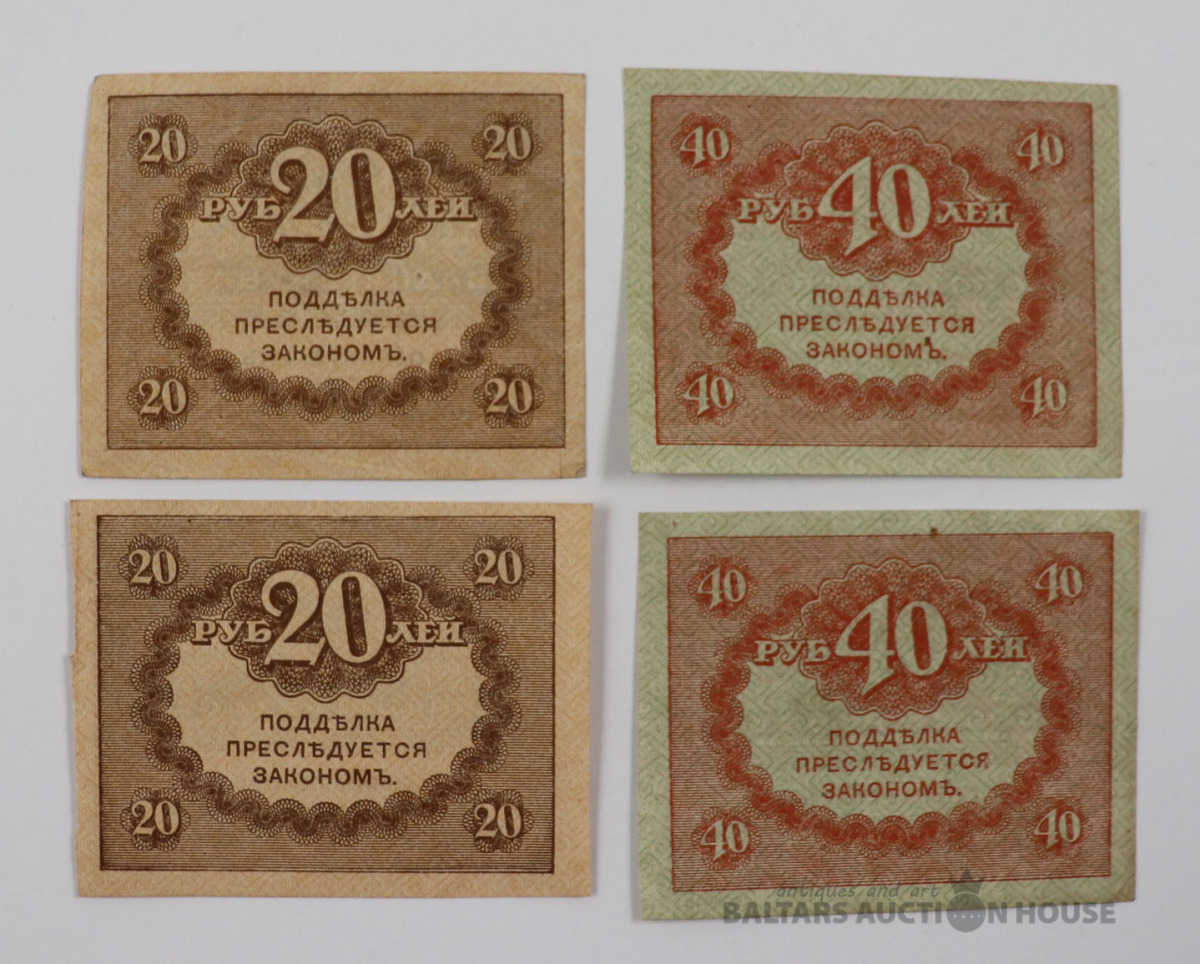 20 20
РУБ 20 ЛЕЙ
ПОДДѢЛКА
ПРЕСЛѢДУЕТСЯ
ЗАКОНОМЪ.
20 20
40 40
РУБ 40 ЛЕЙ
ПОДДѢЛКА
ПРЕСЛѢДУЕТСЯ
ЗАКОНОМЪ.
40 40
20 20
РУБ 20 ЛЕЙ
ПОДДѢЛКА
ПРЕСЛѢДУЕТСЯ
ЗАКОНОМЪ.
20 20
40 40
РУБ 40 ЛЕЙ
ПОДДѢЛКА
ПРЕСЛѢДУЕТСЯ
ЗАКОНОМЪ.
40 40
antiques and art
BALTARS AUCTION HOUSE